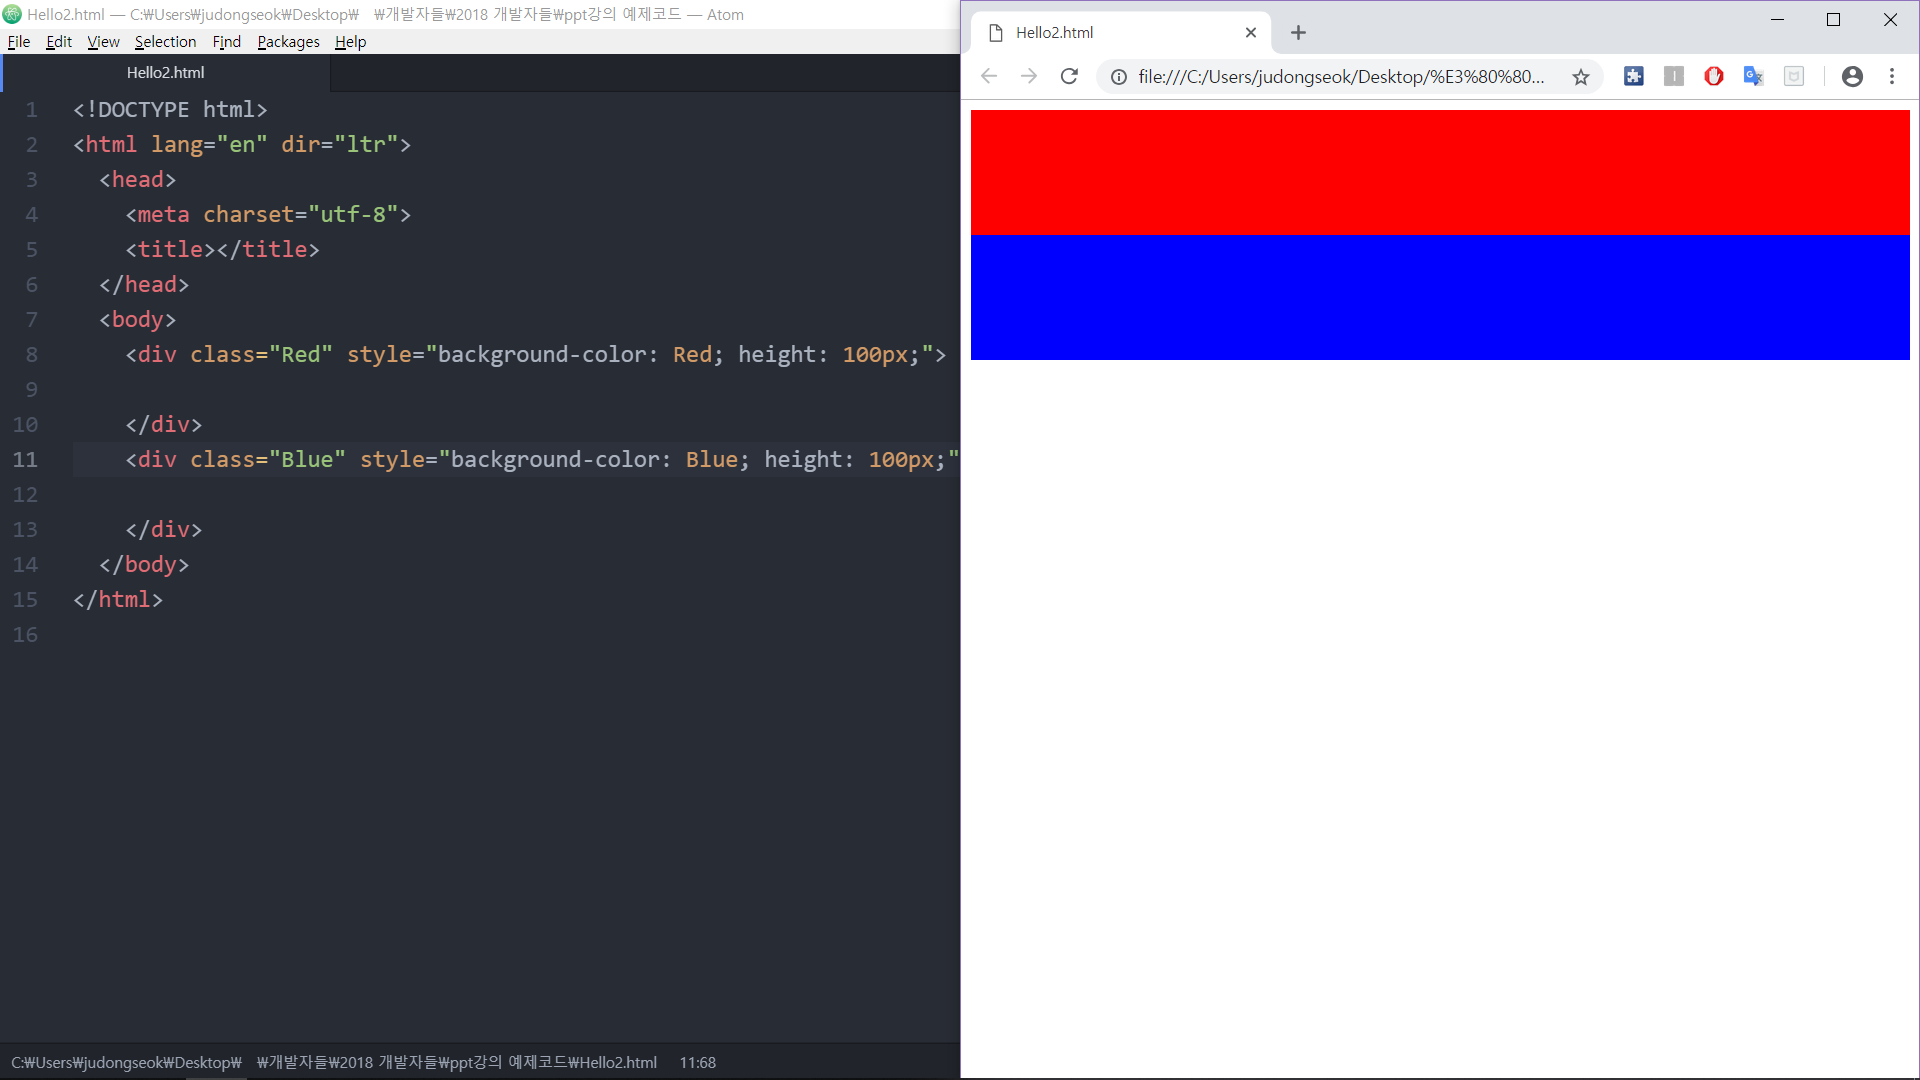 Hello2.html — C:₩Users₩judongseok₩Desktop₩　₩개발자들₩2018 개발자들₩ppt강의 예제코드 — Atom
File Edit View Selection Find Packages Help
Hello2.html
1 <!DOCTYPE html>
2 <html lang="en" dir="ltr">
3 <head>
4 <meta charset="utf-8">
5 <title></title>
6 </head>
7 <body>
8 <div class="Red" style="background-color: Red; height: 100px;">
9
10 </div>
11 <div class="Blue" style="background-color: Blue; height: 100px;"
12
13 </div>
14 </body>
15 </html>
16
C:₩Users₩judongseok₩Desktop₩　₩개발자들₩2018 개발자들₩ppt강의 예제코드₩Hello2.html 11:68
Hello2.html
file:///C:/Users/judongseok/Desktop/%E3%80%80...